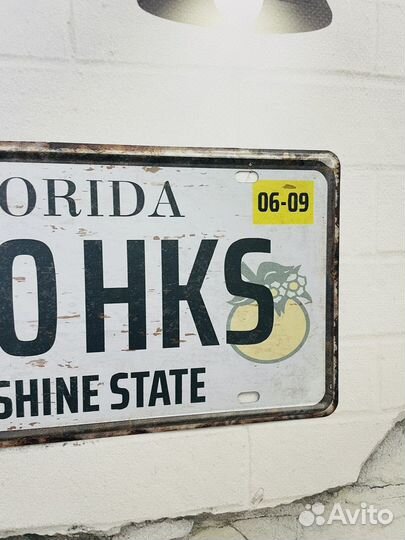 ORIDA
06-09
0 HKS
SHINE STATE
Avito